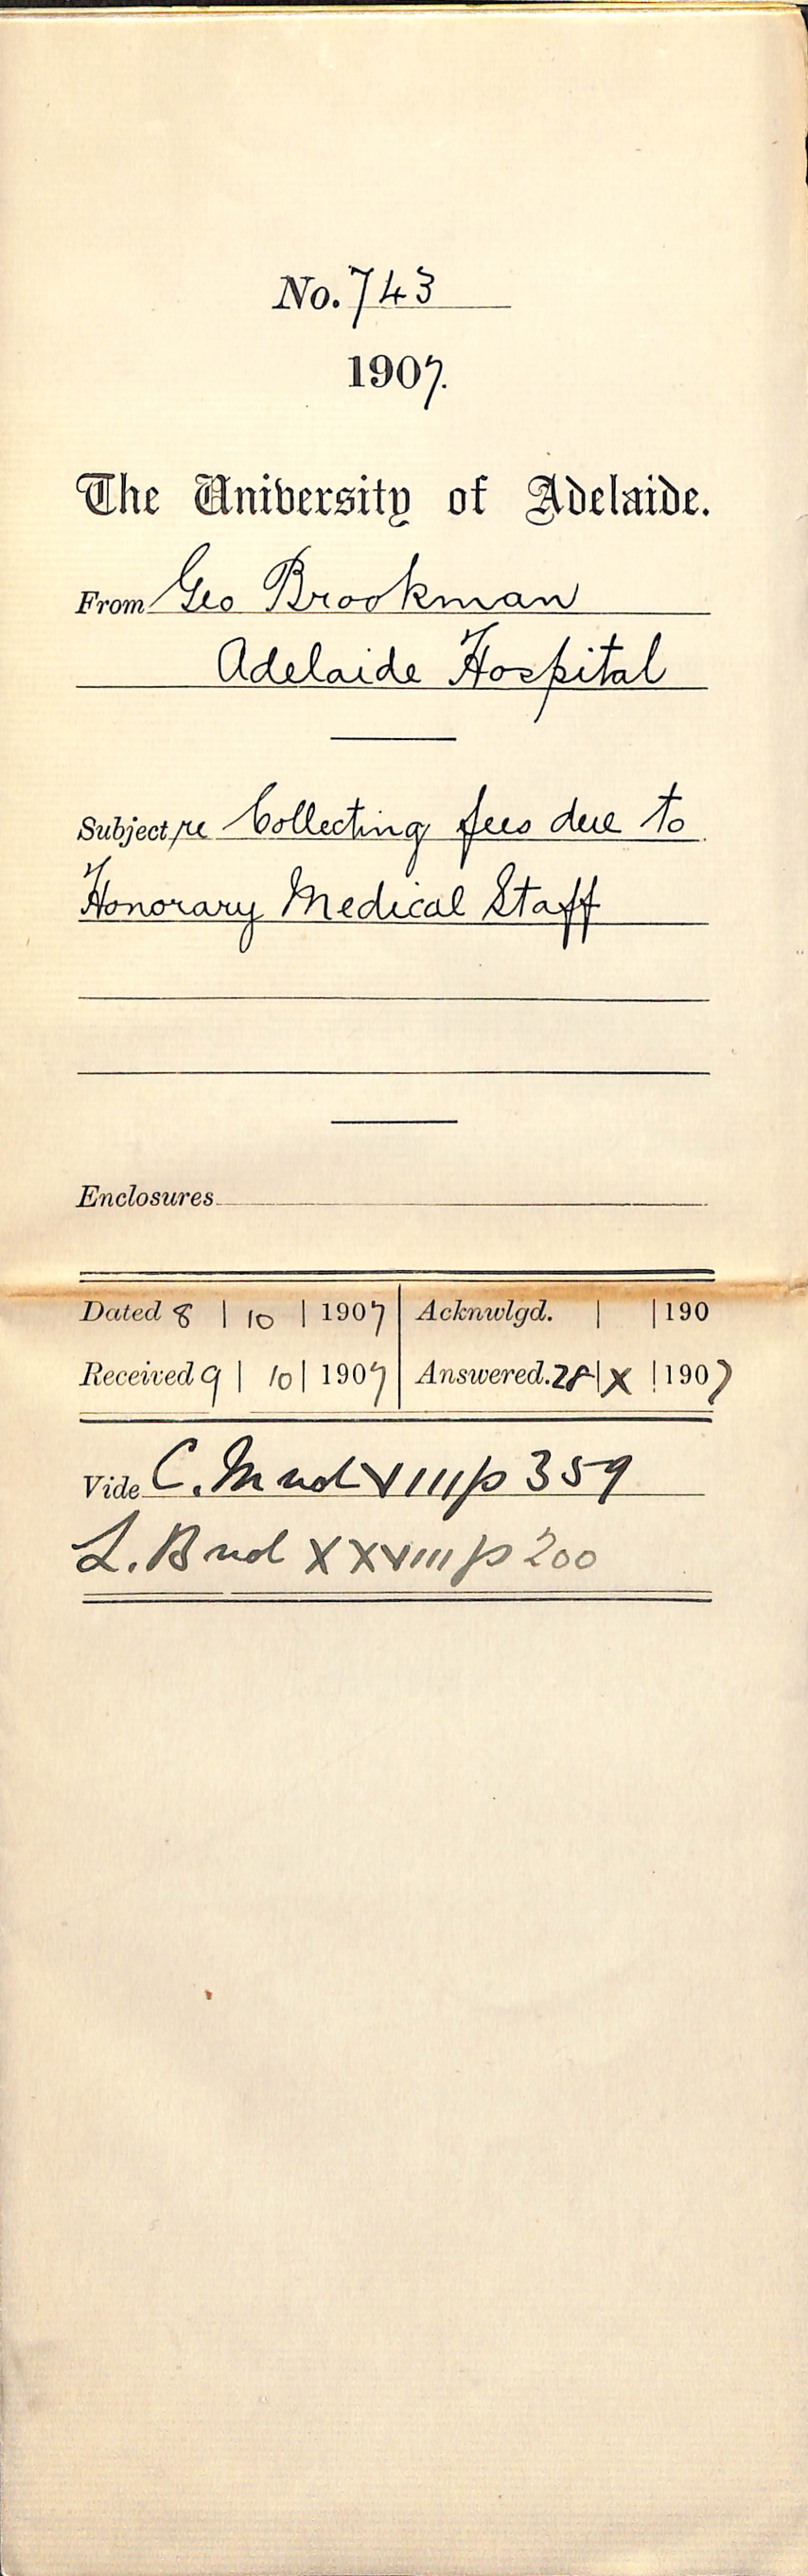 No. 743
1907.
The University of Adelaide.
From Geo Brookman
Adelaide Hospital
Subject re Collecting fees due to
Honorary Medical Staff
Enclosures
Dated 8 | 10 | 1907 | Acknwlgd. | | 190
Received 9 | 10 | 1907 | Answered. 28 | X | 1907
Vide C. M vol VIII p 359
L. B vol XXVIII p 200